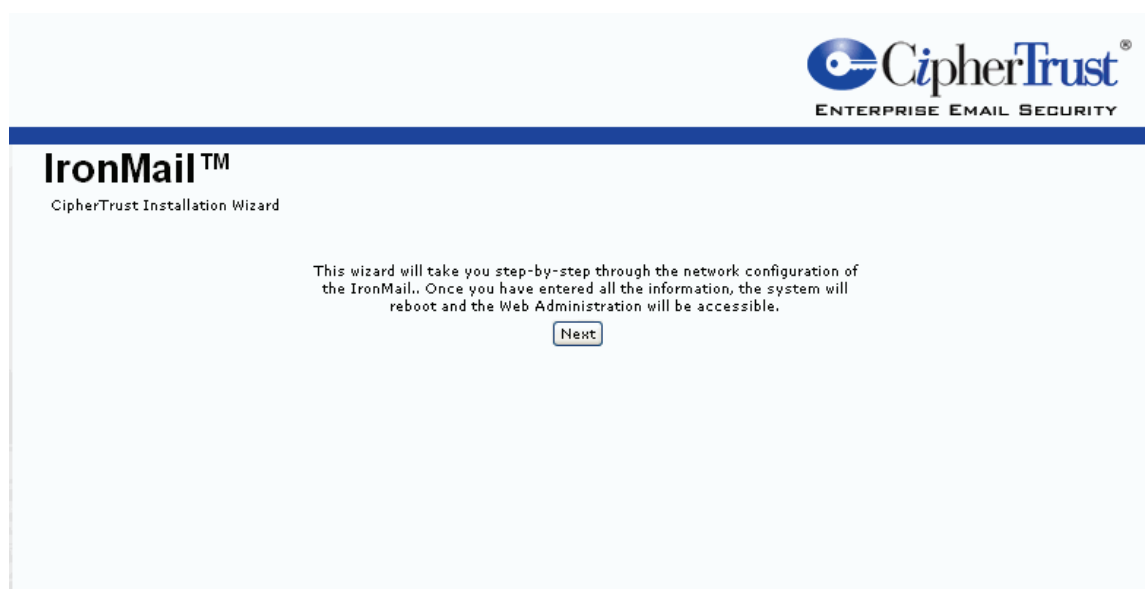 CipherTrust®
ENTERPRISE EMAIL SECURITY
IronMail™
CipherTrust Installation Wizard
This wizard will take you step-by-step through the network configuration of
the IronMail.. Once you have entered all the information, the system will
reboot and the Web Administration will be accessible.
Next